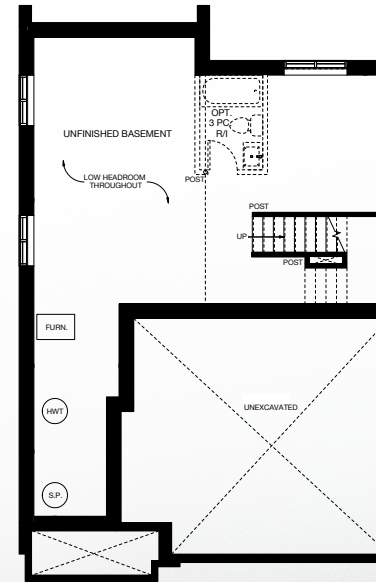 OPT.
3 PC
R/I
UNFINISHED BASEMENT
LOW HEADROOM
THROUGHOUT
POST
POST
UP
POST
FURN.
UNEXCAVATED
HWT
S.P.